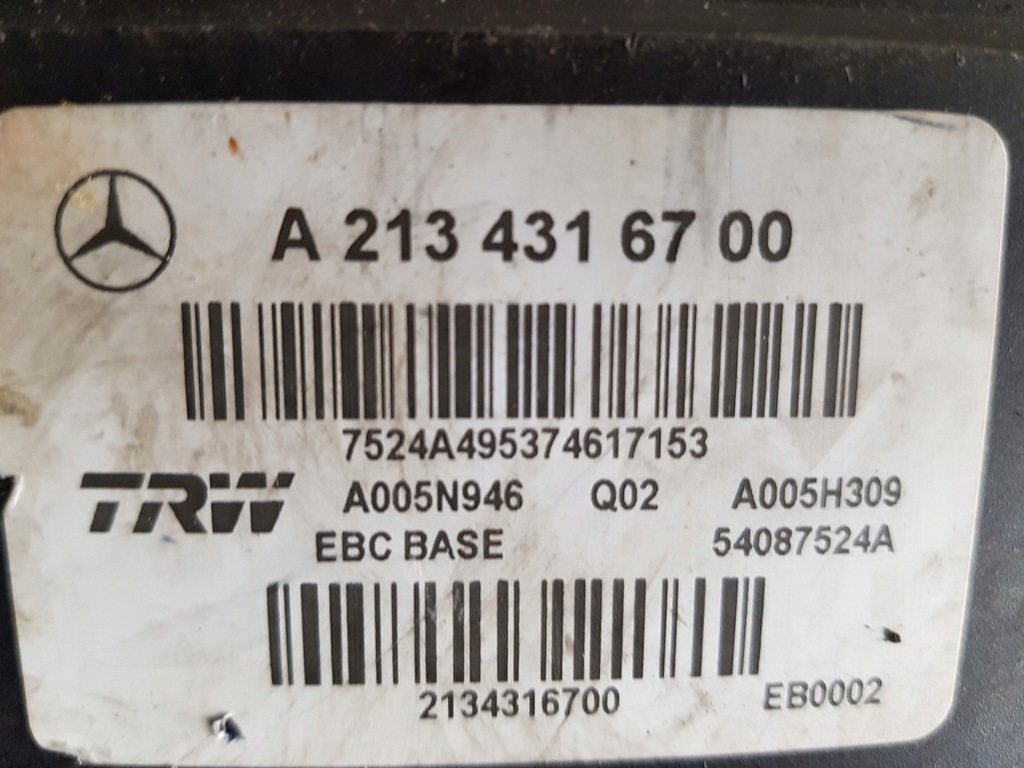 A 213 431 67 00
7524A495374617153
TRW A005N946 Q02 A005H309
EBC BASE 54087524A
2134316700 EB0002